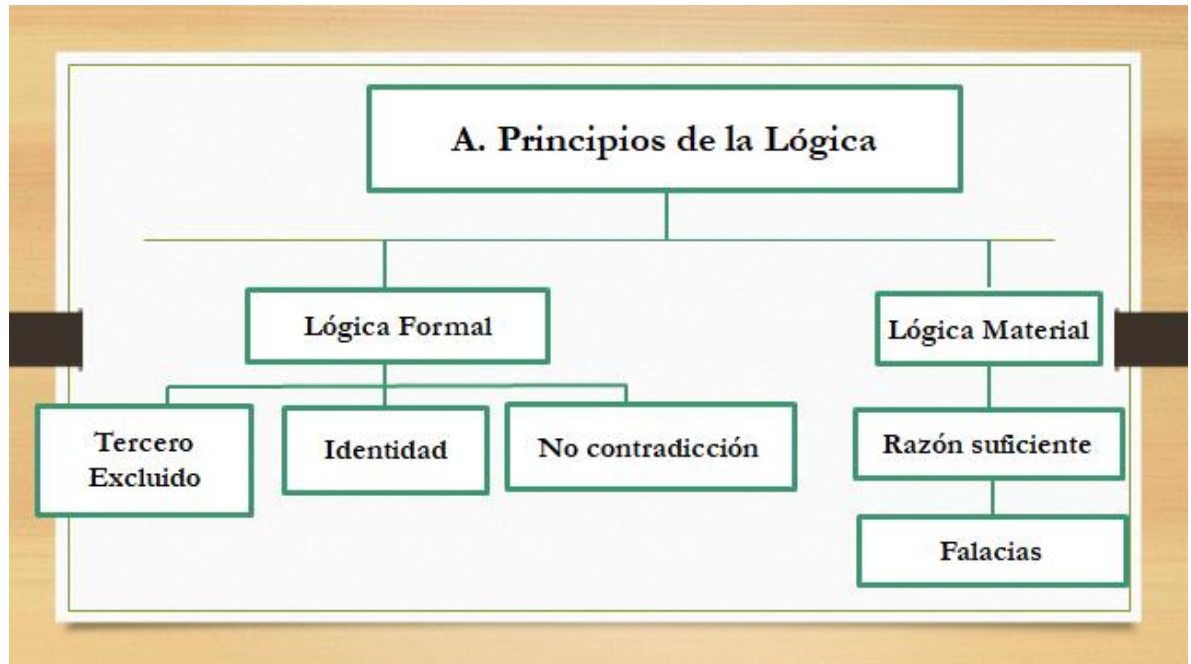 A. Principios de la Lógica
Lógica Formal
Lógica Material
Tercero
Excluido
Identidad
No contradicción
Razón suficiente
Falacias